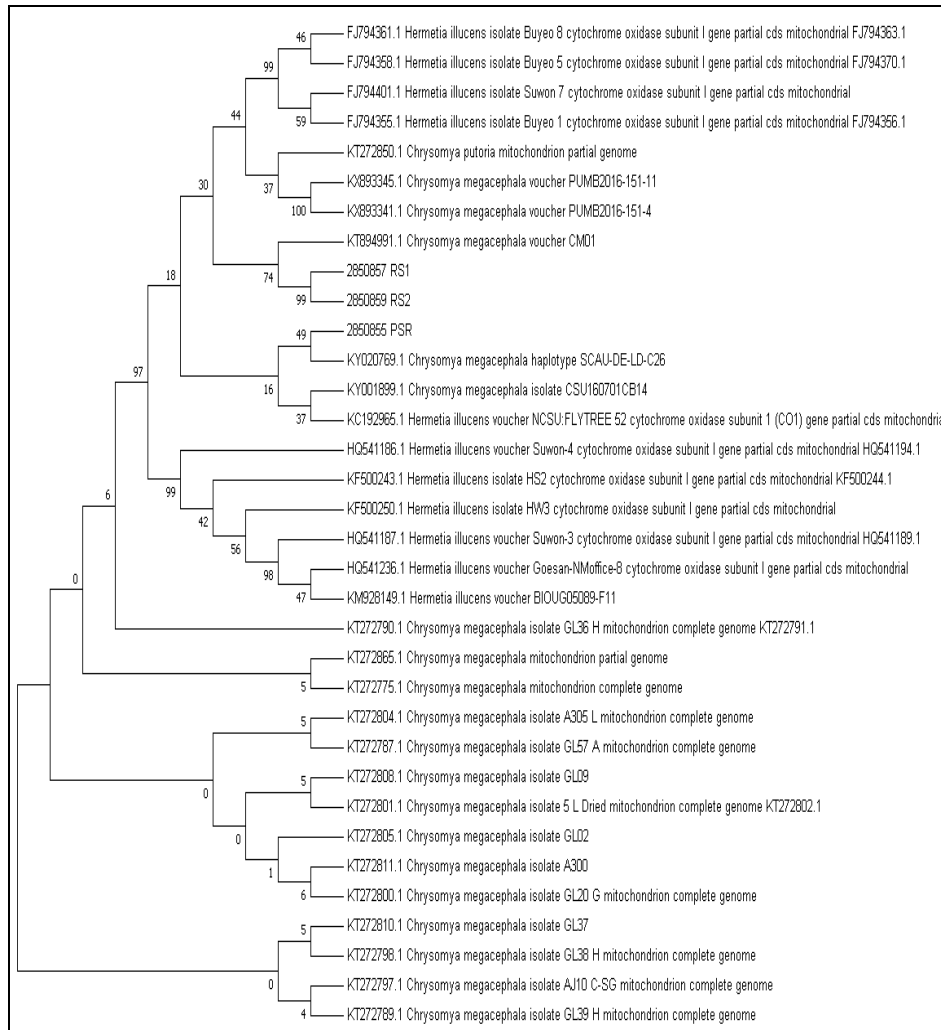 FJ794361.1 Hermetia illucens isolate Buyeo 8 cytochrome oxidase subunit I gene partial cds mitochondrial FJ794363.1
46
FJ794358.1 Hermetia illucens isolate Buyeo 5 cytochrome oxidase subunit I gene partial cds mitochondrial FJ794370.1
99
FJ794401.1 Hermetia illucens isolate Suwon 7 cytochrome oxidase subunit I gene partial cds mitochondrial
59
FJ794355.1 Hermetia illucens isolate Buyeo 1 cytochrome oxidase subunit I gene partial cds mitochondrial FJ794356.1
44
KT272850.1 Chrysomya putoria mitochondrion partial genome
37
KX893345.1 Chrysomya megacephala voucher PUMB2016-151-11
30
100
KX893341.1 Chrysomya megacephala voucher PUMB2016-151-4
KT894991.1 Chrysomya megacephala voucher CM01
74
2850857 RS1
18
99
2850859 RS2
49
2850855 PSR
KY020769.1 Chrysomya megacephala haplotype SCAU-DE-LD-C26
16
KY001899.1 Chrysomya megacephala isolate CSU160701CB14
97
37
KC192965.1 Hermetia illucens voucher NCSU:FLYTREE 52 cytochrome oxidase subunit 1 (CO1) gene partial cds mitochondria
HQ541186.1 Hermetia illucens voucher Suwon-4 cytochrome oxidase subunit I gene partial cds mitochondrial HQ541194.1
99
KF500243.1 Hermetia illucens isolate HS2 cytochrome oxidase subunit I gene partial cds mitochondrial KF500244.1
6
42
KF500250.1 Hermetia illucens isolate HW3 cytochrome oxidase subunit I gene partial cds mitochondrial
56
HQ541187.1 Hermetia illucens voucher Suwon-3 cytochrome oxidase subunit I gene partial cds mitochondrial HQ541189.1
98
HQ541236.1 Hermetia illucens voucher Goesan-NMoffice-8 cytochrome oxidase subunit I gene partial cds mitochondrial
0
47
KM928149.1 Hermetia illucens voucher BIOUG05089-F11
KT272790.1 Chrysomya megacephala isolate GL36 H mitochondrion complete genome KT272791.1
KT272865.1 Chrysomya megacephala mitochondrion partial genome
5
KT272775.1 Chrysomya megacephala mitochondrion complete genome
5
KT272804.1 Chrysomya megacephala isolate A305 L mitochondrion complete genome
KT272787.1 Chrysomya megacephala isolate GL57 A mitochondrion complete genome
0
5
KT272808.1 Chrysomya megacephala isolate GL09
KT272801.1 Chrysomya megacephala isolate 5 L Dried mitochondrion complete genome KT272802.1
0
KT272805.1 Chrysomya megacephala isolate GL02
1
KT272811.1 Chrysomya megacephala isolate A300
6
KT272800.1 Chrysomya megacephala isolate GL20 G mitochondrion complete genome
5
KT272810.1 Chrysomya megacephala isolate GL37
KT272798.1 Chrysomya megacephala isolate GL38 H mitochondrion complete genome
0
KT272797.1 Chrysomya megacephala isolate AJ10 C-SG mitochondrion complete genome
4
KT272789.1 Chrysomya megacephala isolate GL39 H mitochondrion complete genome